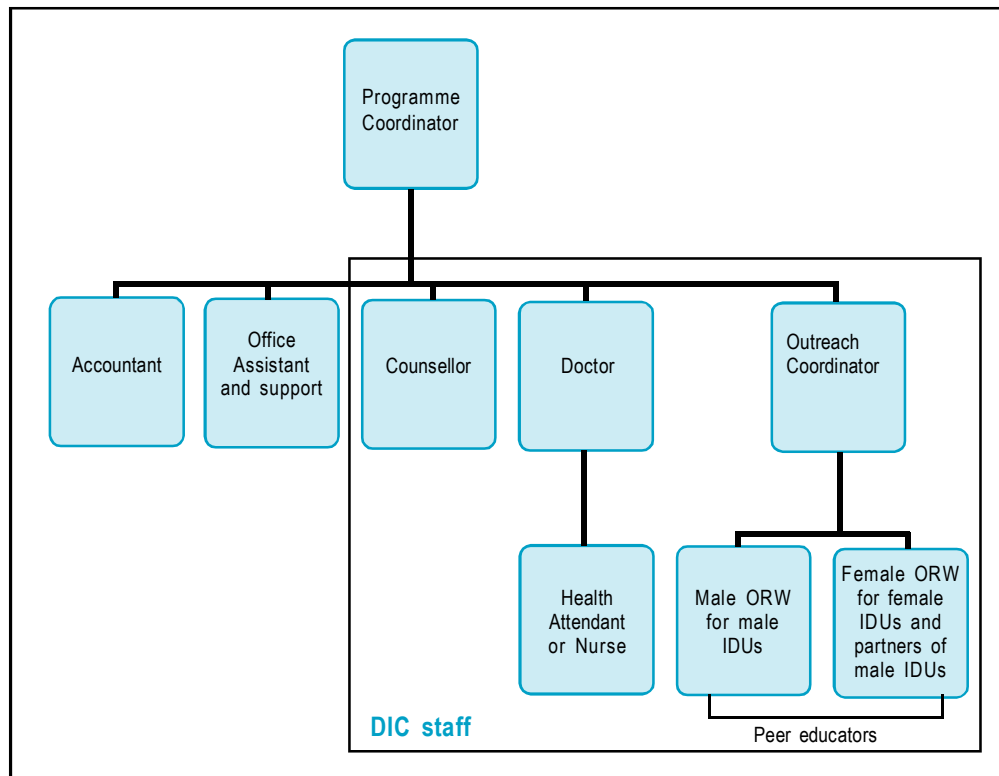 Programme
Coordinator
Accountant
Office
Assistant
and support
Counsellor
Doctor
Outreach
Coordinator
Health
Attendant
or Nurse
Male ORW
for male
IDUs
Female ORW
for female
IDUs and
partners of
male IDUs
DIC staff
Peer educators